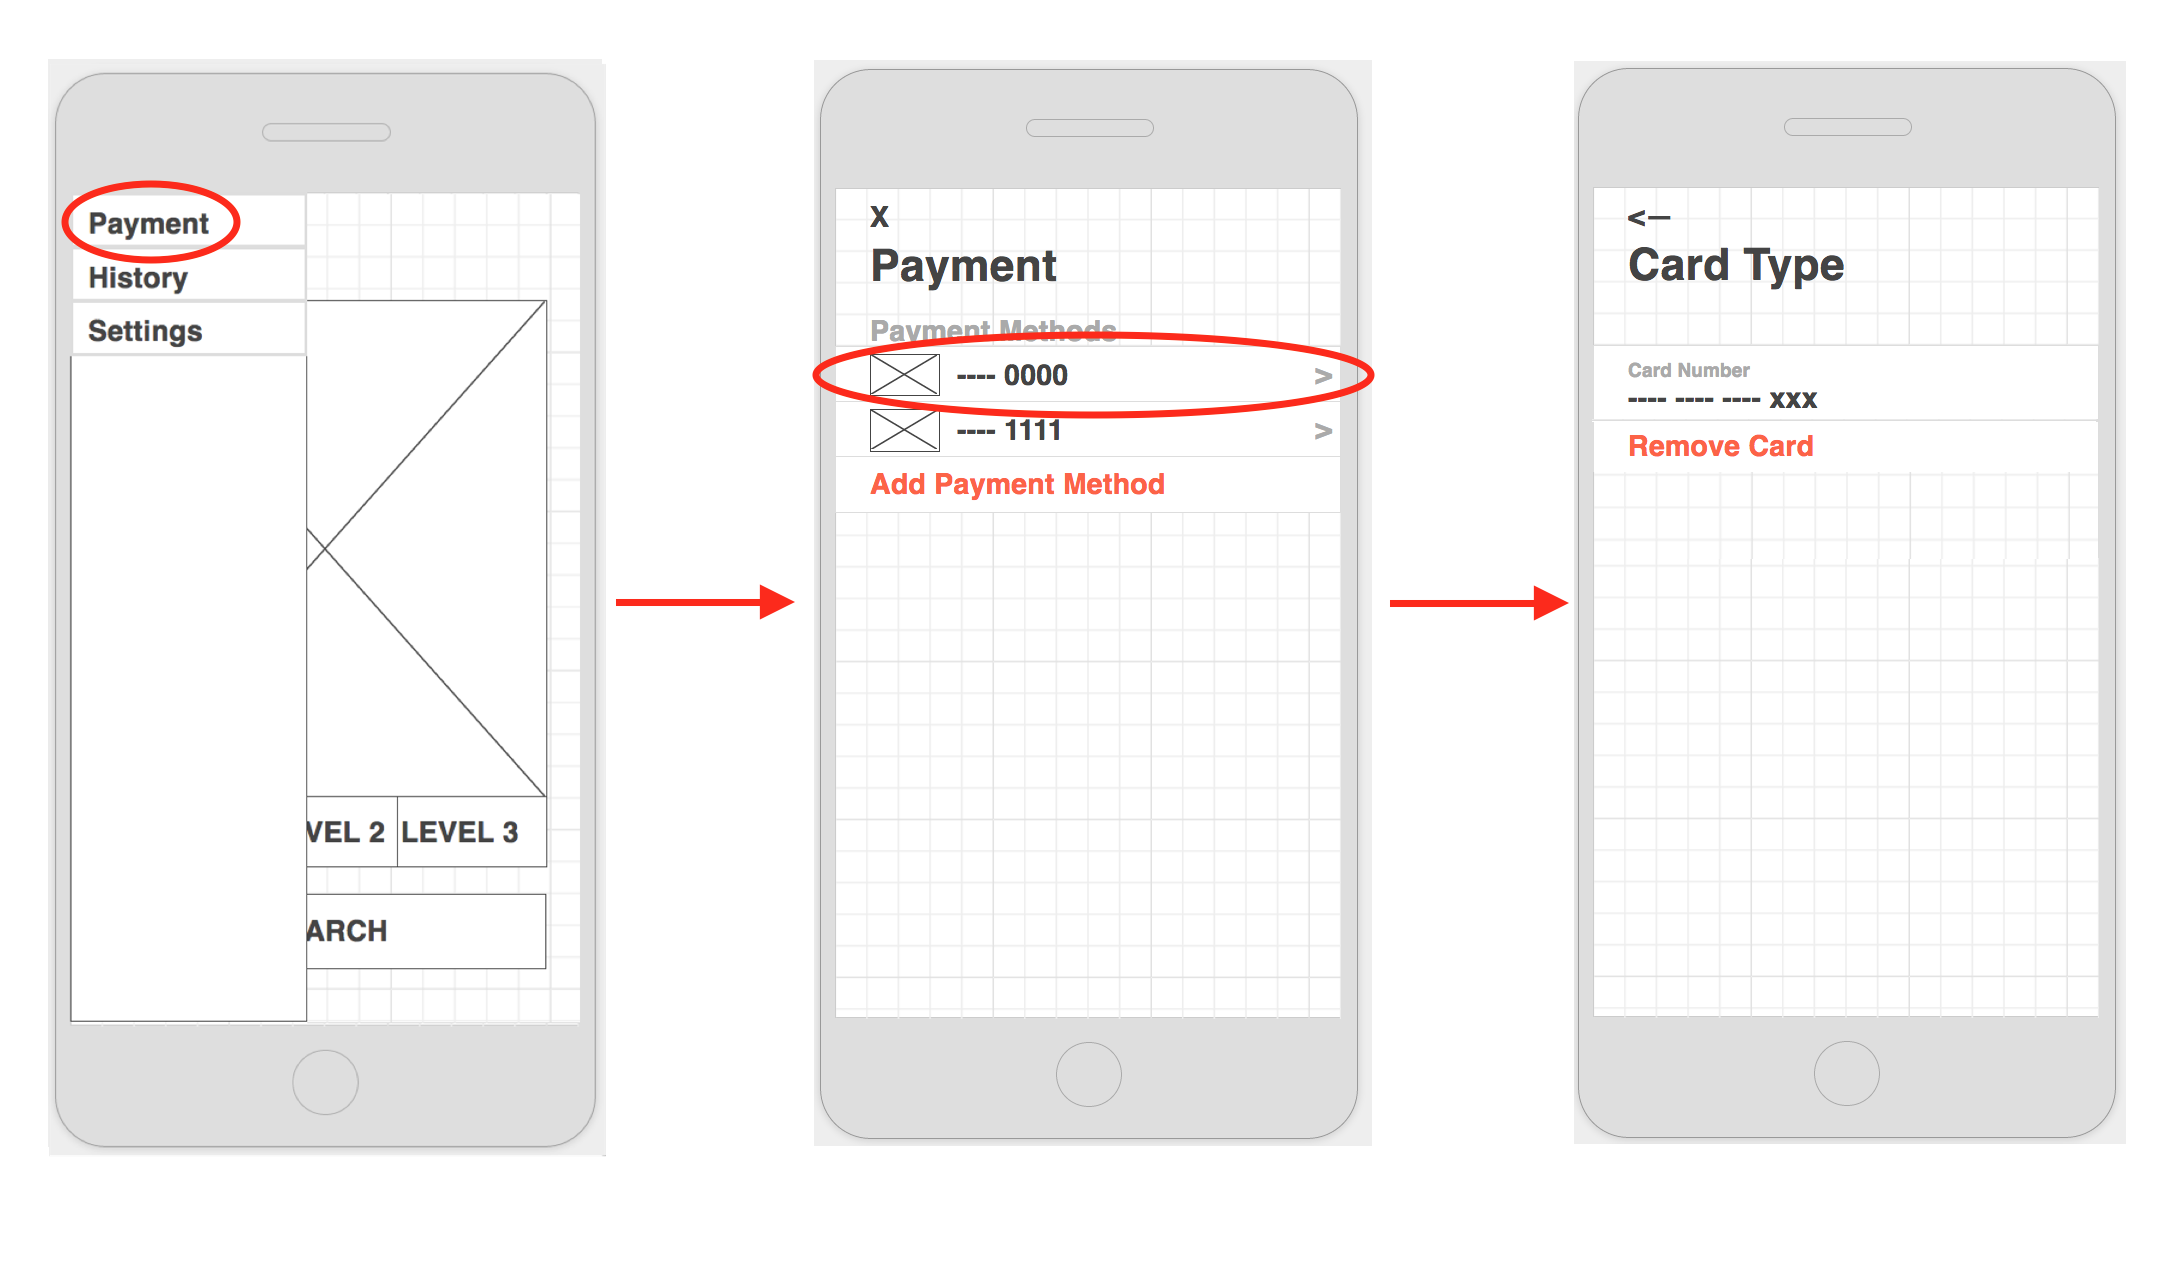 Payment
History
Settings
VEL 2
LEVEL 3
ARCH
X
Payment
Payment Methods
---- 0000 >
---- 1111 >
Add Payment Method
<—
Card Type
Card Number
---- ---- ---- xxx
Remove Card